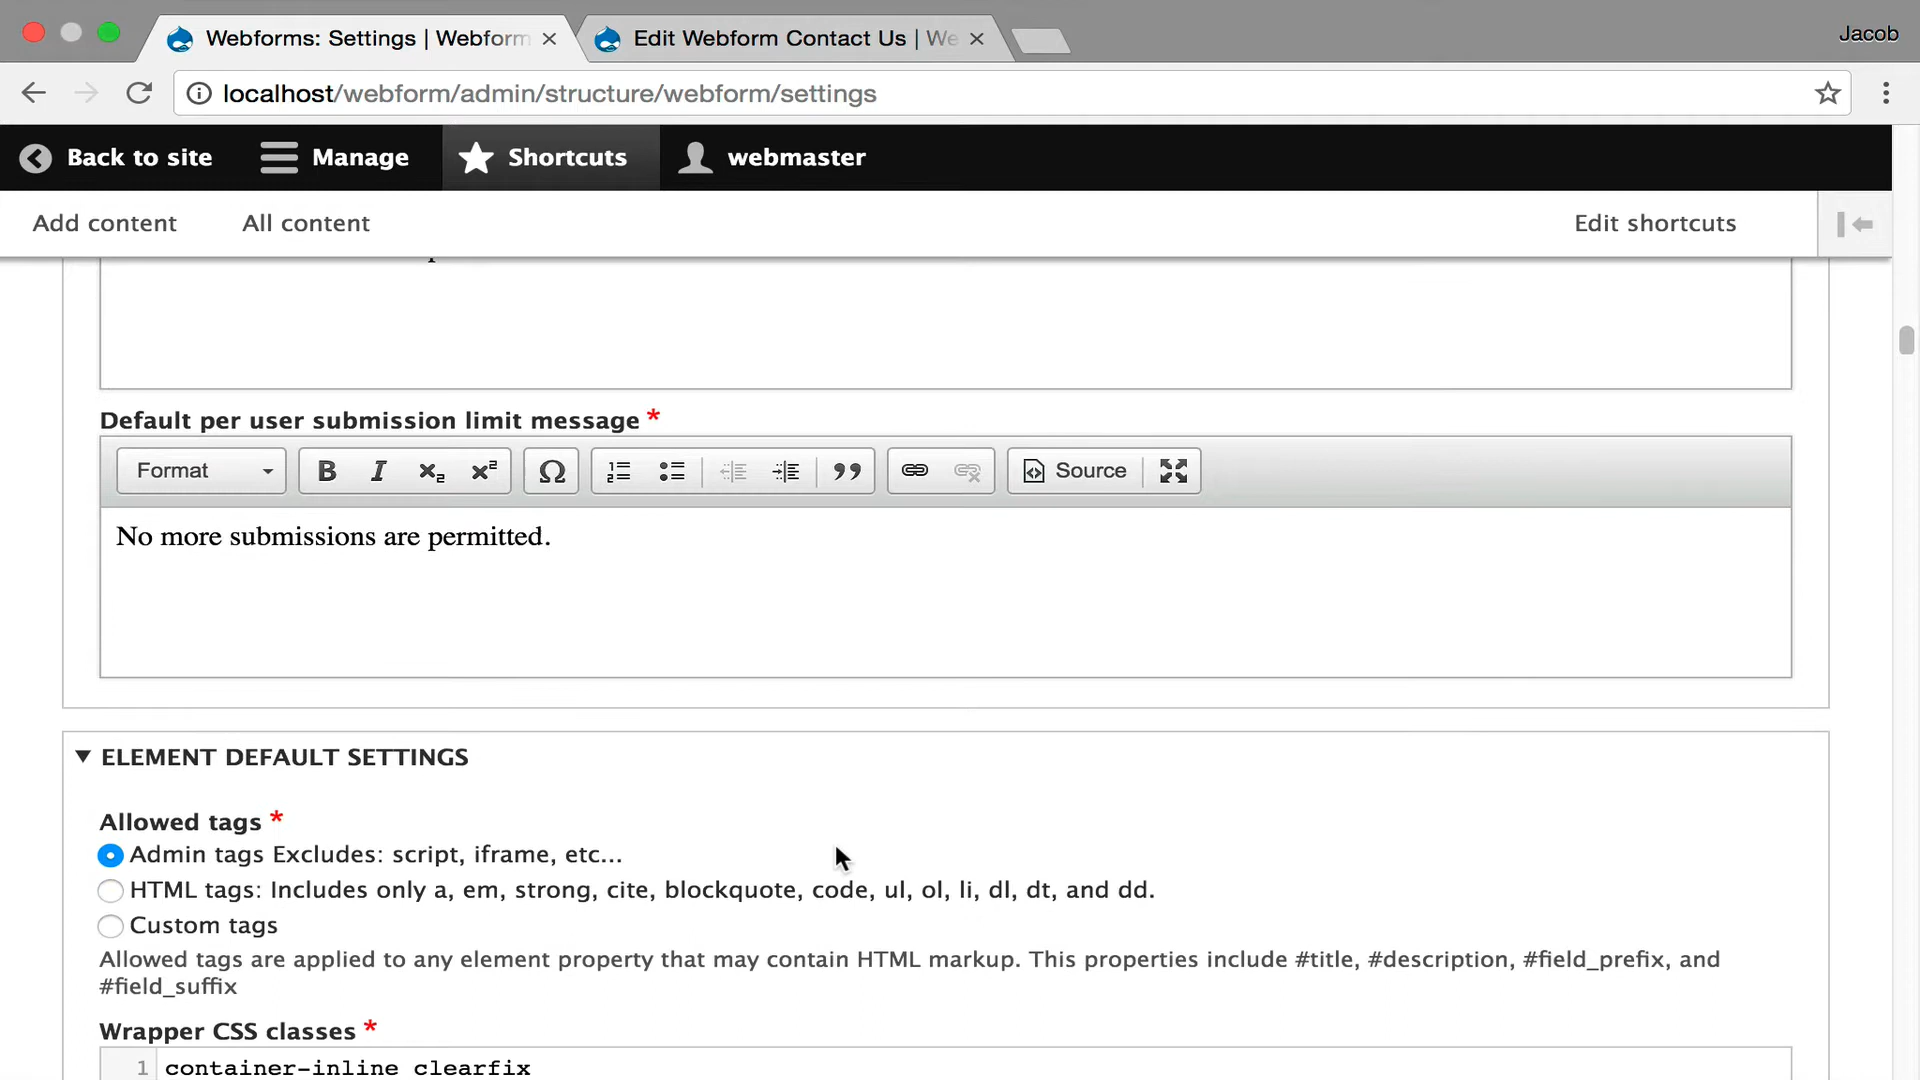 Webforms: Settings | Webform
Edit Webform Contact Us | We
Jacob
localhost/webform/admin/structure/webform/settings
Back to site
Manage
Shortcuts
webmaster
Add content
All content
Edit shortcuts
Default per user submission limit message *
Format
B I x₂ x² Ω
Source
No more submissions are permitted.
ELEMENT DEFAULT SETTINGS
Allowed tags *
Admin tags Excludes: script, iframe, etc...
HTML tags: Includes only a, em, strong, cite, blockquote, code, ul, ol, li, dl, dt, and dd.
Custom tags
Allowed tags are applied to any element property that may contain HTML markup. This properties include #title, #description, #field_prefix, and
#field_suffix
Wrapper CSS classes *
1 container-inline clearfix